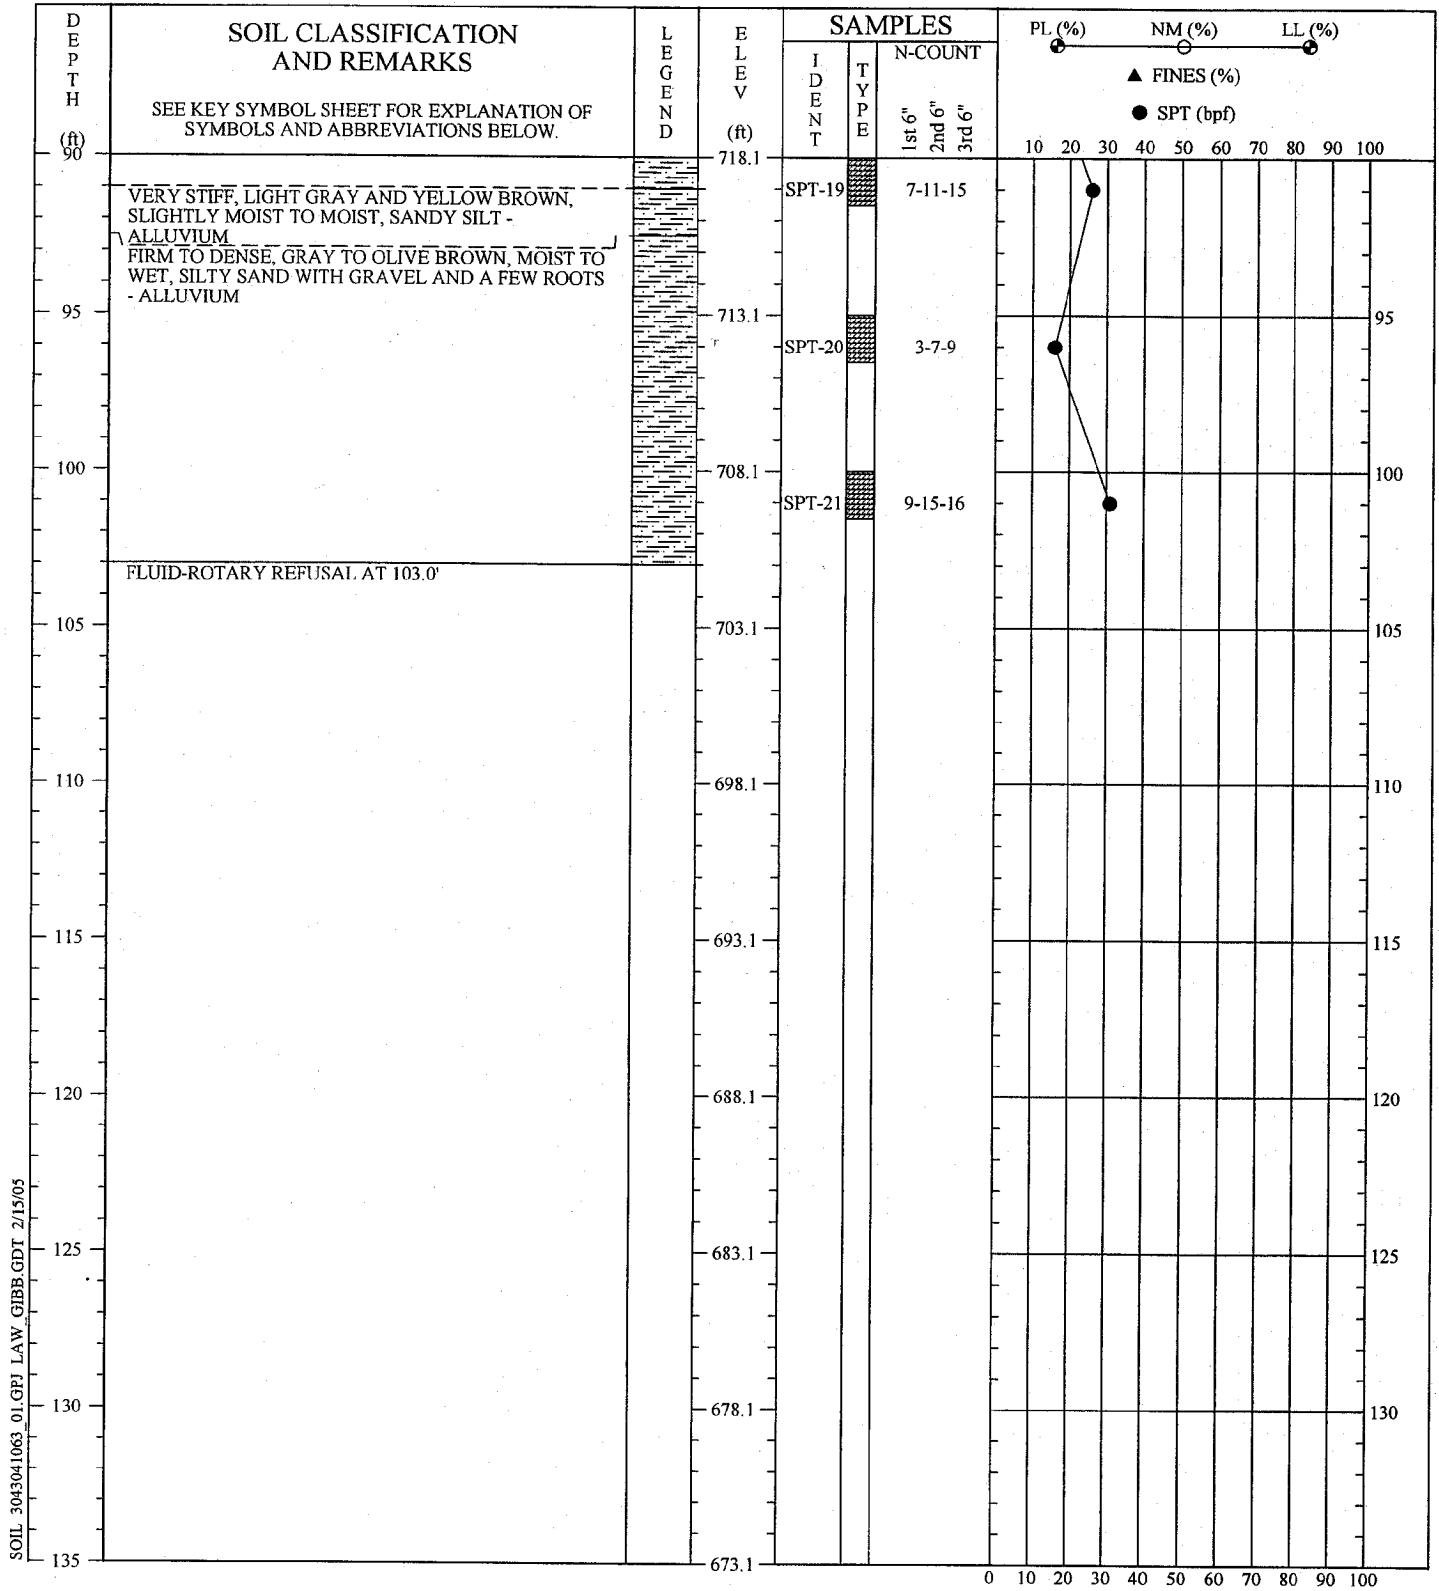 DEPTH
(ft)
SOIL CLASSIFICATION
AND REMARKS
SEE KEY SYMBOL SHEET FOR EXPLANATION OF
SYMBOLS AND ABBREVIATIONS BELOW.
LEGEND
ELEV
(ft)
SAMPLES
IDENT
TYPE
N-COUNT
1st 6"
2nd 6"
3rd 6"
PL (%) NM (%) LL (%)
▲ FINES (%)
● SPT (bpf)
10 20 30 40 50 60 70 80 90 100
90
718.1
VERY STIFF, LIGHT GRAY AND YELLOW BROWN,
SLIGHTLY MOIST TO MOIST, SANDY SILT -
ALLUVIUM
SPT-19 7-11-15
FIRM TO DENSE, GRAY TO OLIVE BROWN, MOIST TO
WET, SILTY SAND WITH GRAVEL AND A FEW ROOTS
- ALLUVIUM
95 713.1 95
SPT-20 3-7-9
100 708.1 100
SPT-21 9-15-16
FLUID-ROTARY REFUSAL AT 103.0'
105 703.1 105
110 698.1 110
115 693.1 115
120 688.1 120
125 683.1 125
130 678.1 130
135 673.1
0 10 20 30 40 50 60 70 80 90 100
SOIL 3043041063_01.GPJ LAW_GIBB.GDT 2/15/05